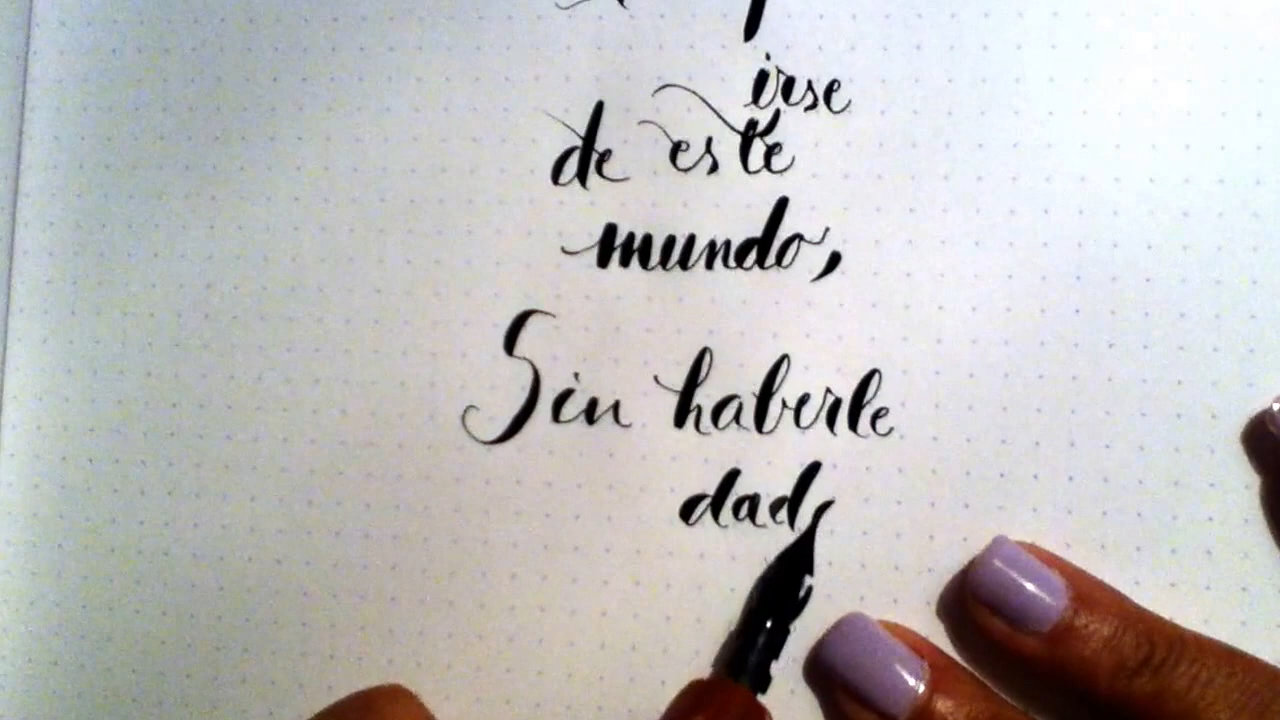 irse
de este
mundo,
Sin haberle
dad